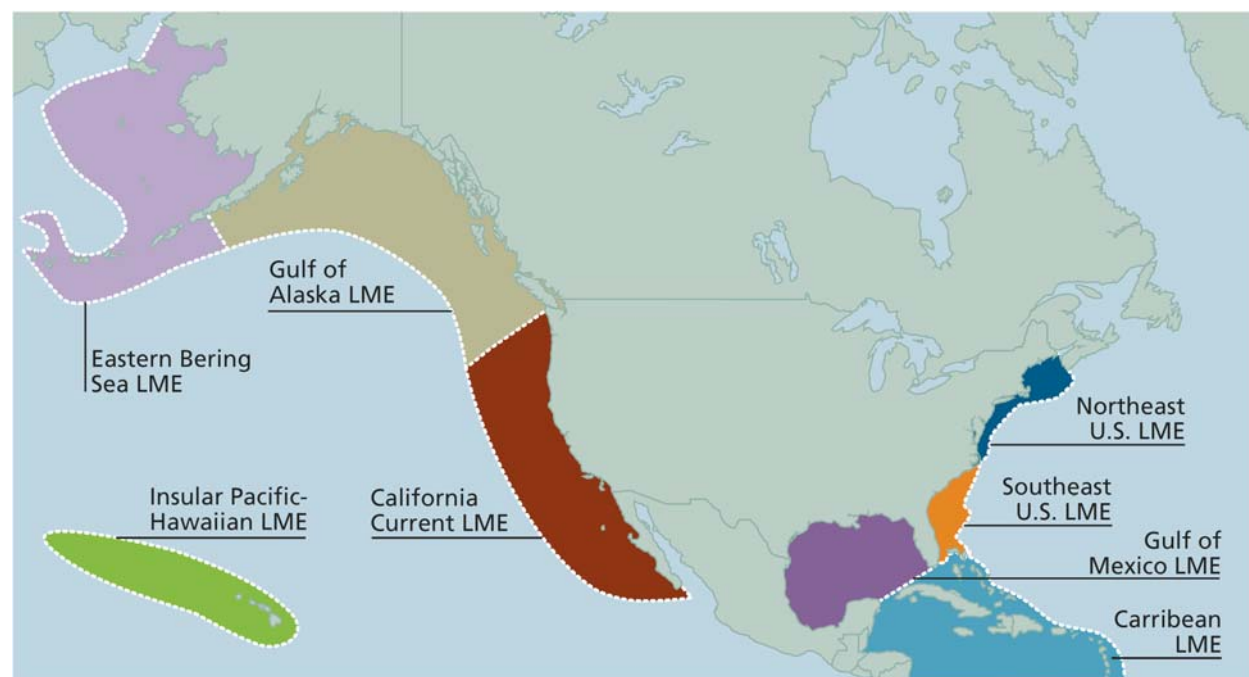 Gulf of
Alaska LME
Eastern Bering
Sea LME
Northeast
U.S. LME
Insular Pacific-
Hawaiian LME
California
Current LME
Southeast
U.S. LME
Gulf of
Mexico LME
Carribean
LME